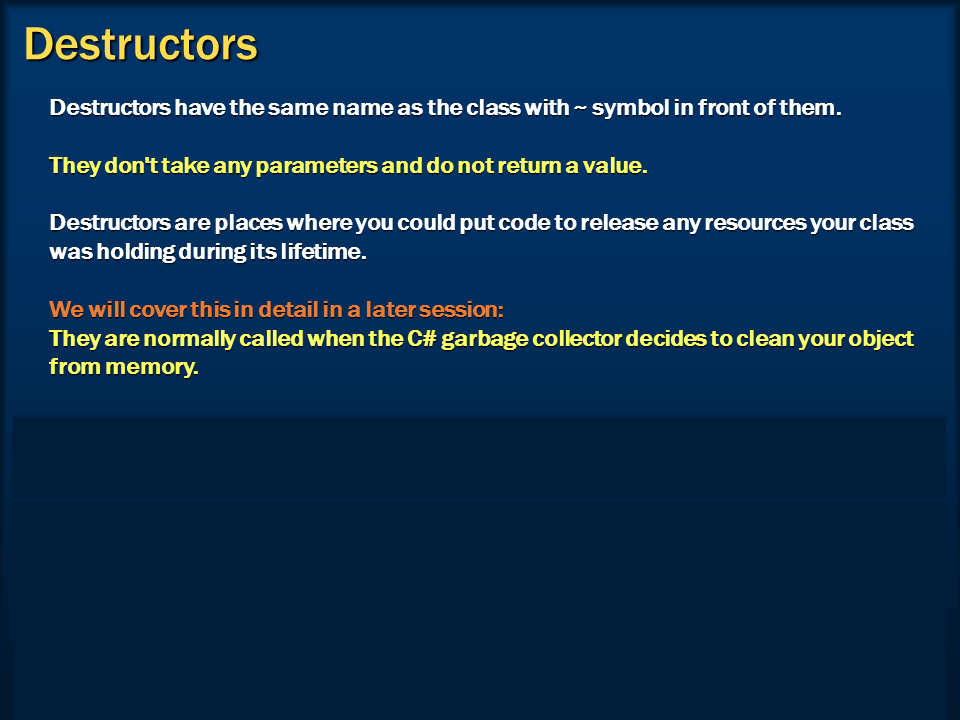 Destructors
Destructors have the same name as the class with ~ symbol in front of them.
They don't take any parameters and do not return a value.
Destructors are places where you could put code to release any resources your class
was holding during its lifetime.
We will cover this in detail in a later session:
They are normally called when the C# garbage collector decides to clean your object
from memory.